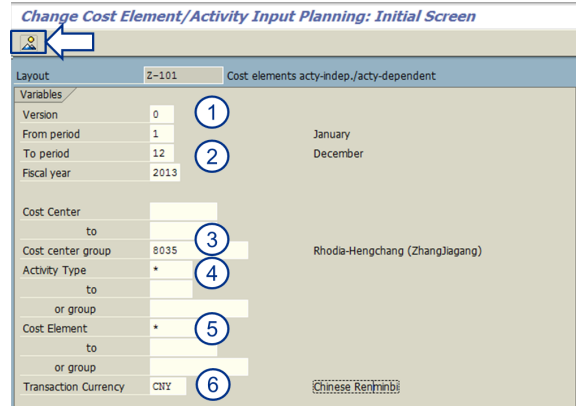 Change Cost Element/Activity Input Planning: Initial Screen
Layout Z-101 Cost elements acty-indep./acty-dependent
Variables
Version 0 1
From period 1 January
To period 12 2 December
Fiscal year 2013
Cost Center
to 3
Cost center group 8035 Rhodia-Hengchang (ZhangJiagang)
Activity Type * 4
to
or group
Cost Element * 5
to
or group
Transaction Currency CNY 6 Chinese Renminbi